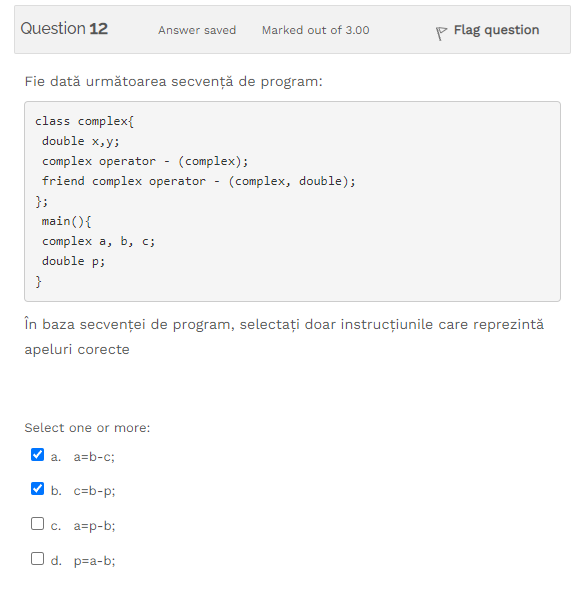 Question 12 Answer saved Marked out of 3.00 Flag question
Fie dată următoarea secvență de program:
class complex{
double x,y;
complex operator - (complex);
friend complex operator - (complex, double);
};
main(){
complex a, b, c;
double p;
}
În baza secvenței de program, selectați doar instrucțiunile care reprezintă
apeluri corecte
Select one or more:
a. a=b-c;
b. c=b-p;
c. a=p-b;
d. p=a-b;